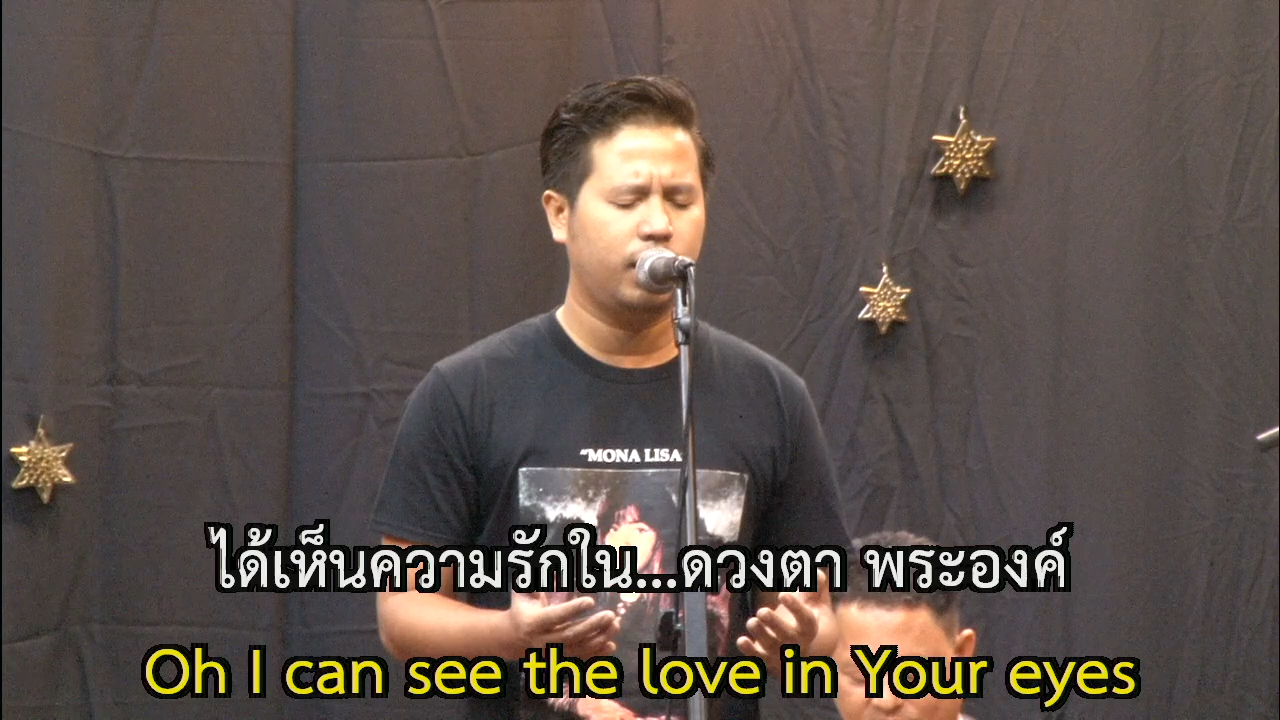 “MONA LISA
ได้เห็นความรักใน...ดวงตา พระองค์
Oh I can see the love in Your eyes